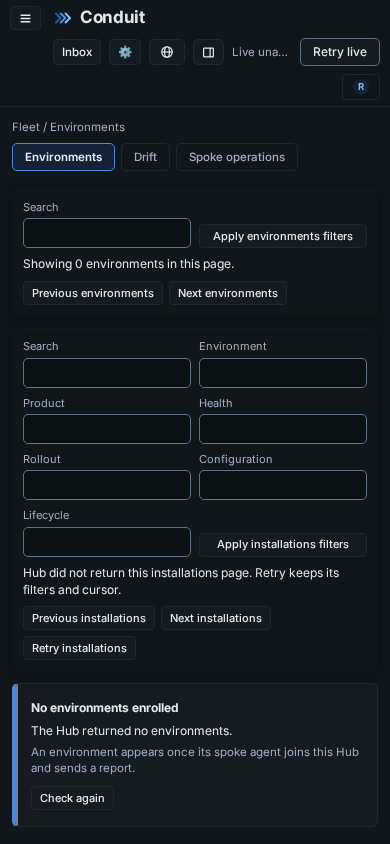 Conduit
Inbox
Live una...
Retry live
R
Fleet / Environments
Environments
Drift
Spoke operations
Search
Apply environments filters
Showing 0 environments in this page.
Previous environments
Next environments
Search
Environment
Product
Health
Rollout
Configuration
Lifecycle
Apply installations filters
Hub did not return this installations page. Retry keeps its
filters and cursor.
Previous installations
Next installations
Retry installations
No environments enrolled
The Hub returned no environments.
An environment appears once its spoke agent joins this Hub
and sends a report.
Check again